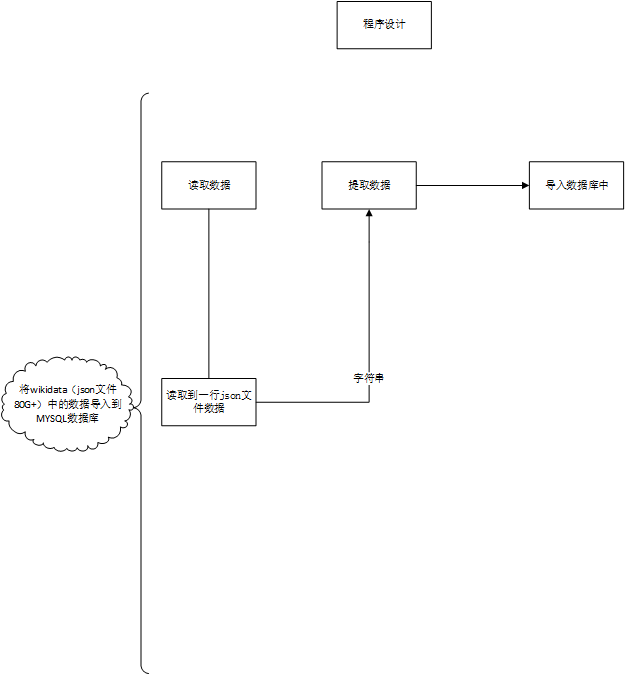 程序设计
读取数据
提取数据
导入数据库中
将wikidata（json文件
80G+）中的数据导入到
MYSQL数据库
字符串
读取到一行json文
件数据